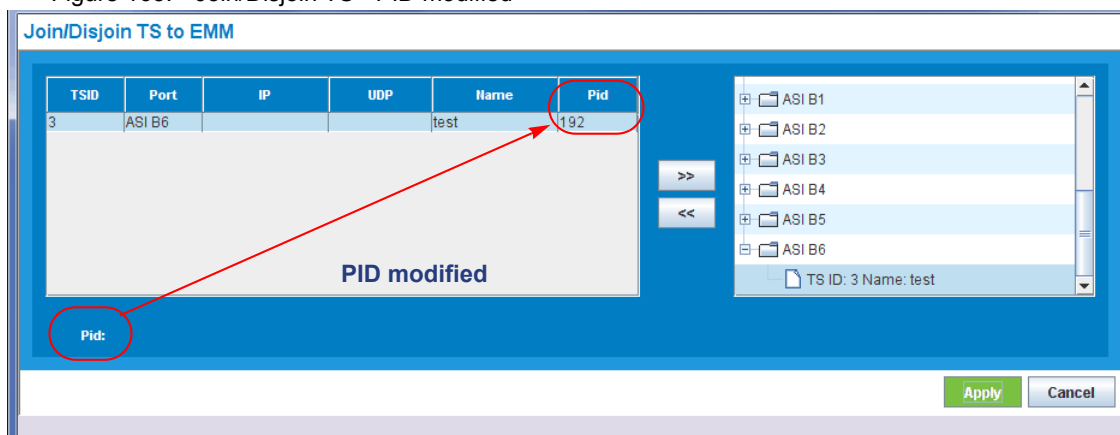 Join/Disjoin TS to EMM
TSID Port IP UDP Name Pid
3 ASI B6 test 192
PID modified
Pid:
>>
<<
ASI B1
ASI B2
ASI B3
ASI B4
ASI B5
ASI B6
TS ID: 3 Name: test
Apply Cancel